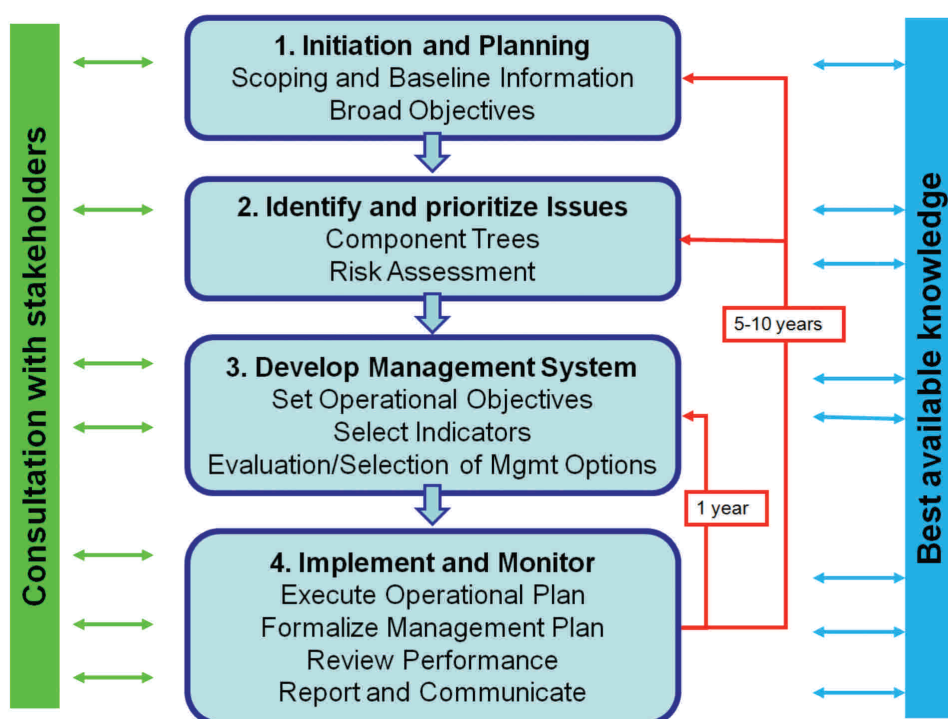 Consultation with stakeholders
1. Initiation and Planning
Scoping and Baseline Information
Broad Objectives
2. Identify and prioritize Issues
Component Trees
Risk Assessment
5-10 years
3. Develop Management System
Set Operational Objectives
Select Indicators
Evaluation/Selection of Mgmt Options
1 year
4. Implement and Monitor
Execute Operational Plan
Formalize Management Plan
Review Performance
Report and Communicate
Best available knowledge